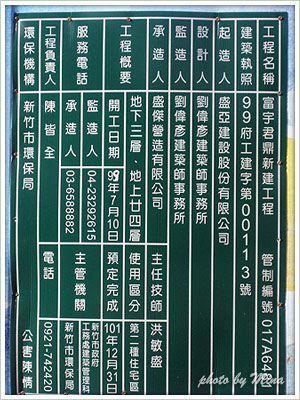 工程名稱 富宇君鼎新建工程 管制編號 017A64
建築執照 99府工建字第00113號
起造人 盛亞建設股份有限公司
設計人 劉偉彥建築師事務所
監造人 劉偉彥建築師事務所
承造人 盛傑營造有限公司 主任技師 洪敏盛
工程概要 地下三層、地上廿四層 使用區分 第二種住宅區
開工日期 99年7月10日 預定完成 101年12月31日
服務電話 監造人 04-23292615 主管機關 新竹市政府
工務處建築管理科
承造人 03-6588882 新竹市環保局
工程負責人 陳皆全 電話 0921-742420
環保機構 新竹市環保局 公害陳情
photo by Mina